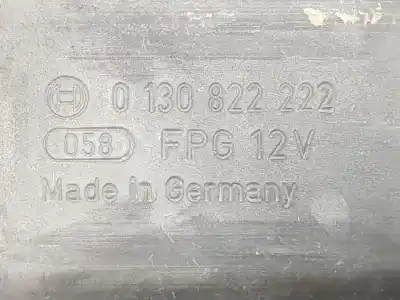 0 130 822 222
058 FPG 12V
Made in Germany